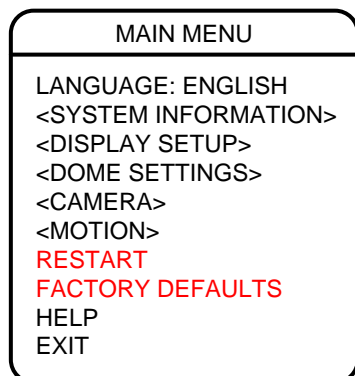 MAIN MENU
LANGUAGE: ENGLISH
<SYSTEM INFORMATION>
<DISPLAY SETUP>
<DOME SETTINGS>
<CAMERA>
<MOTION>
RESTART
FACTORY DEFAULTS
HELP
EXIT